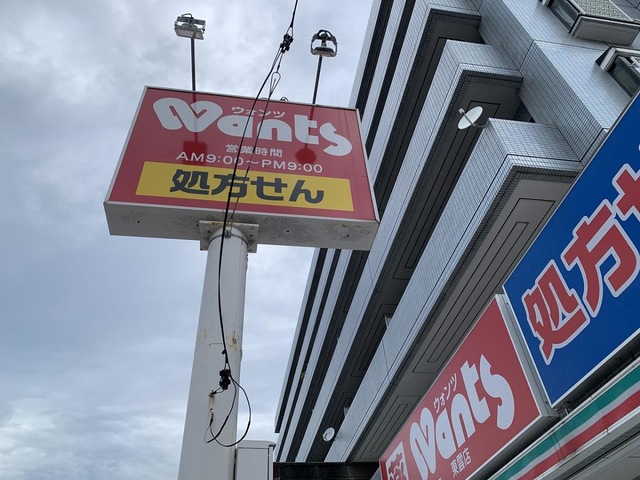 ウォンツ
Wants
営業時間
AM9:00～PM9:00
処方せん
処方せ
ウォンツ
Wants
東雲店